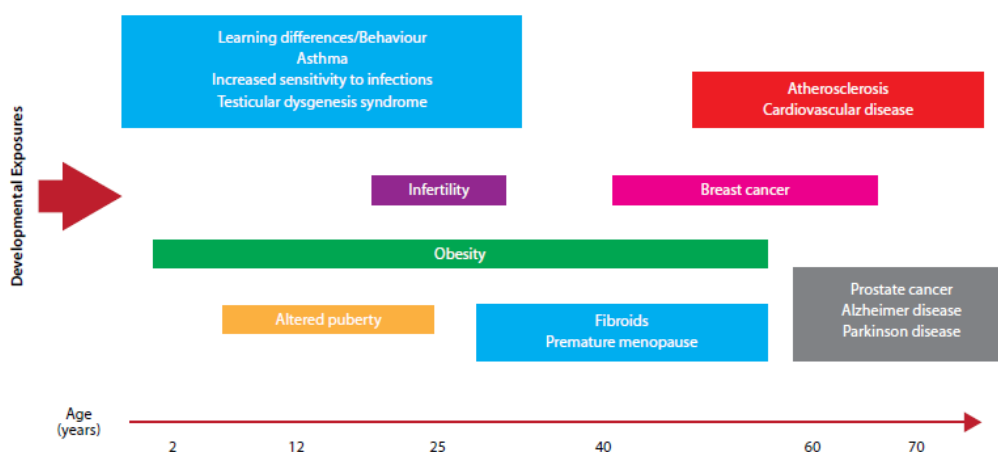 Learning differences/Behaviour
Asthma
Increased sensitivity to infections
Testicular dysgenesis syndrome
Atherosclerosis
Cardiovascular disease
Developmental Exposures
Infertility
Breast cancer
Obesity
Prostate cancer
Alzheimer disease
Parkinson disease
Altered puberty
Fibroids
Premature menopause
Age
(years)
2 12 25 40 60 70